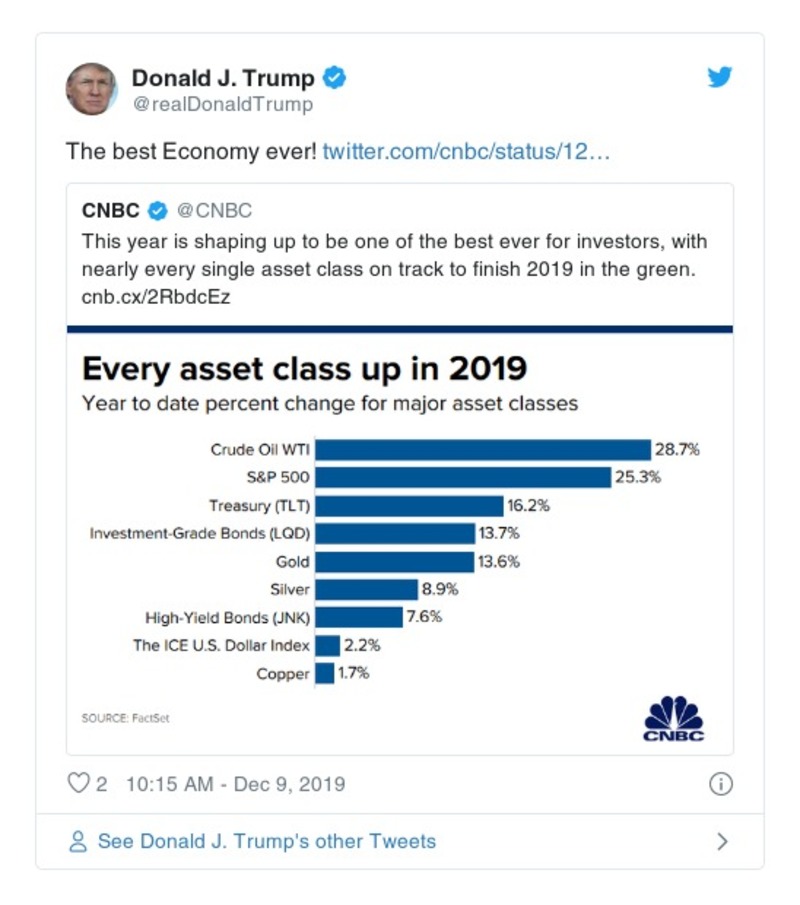 Donald J. Trump
@realDonaldTrump
The best Economy ever! twitter.com/cnbc/status/12…
CNBC @CNBC
This year is shaping up to be one of the best ever for investors, with
nearly every single asset class on track to finish 2019 in the green.
cnb.cx/2RbdcEz
Every asset class up in 2019
Year to date percent change for major asset classes
Crude Oil WTI 28.7%
S&P 500 25.3%
Treasury (TLT) 16.2%
Investment-Grade Bonds (LQD) 13.7%
Gold 13.6%
Silver 8.9%
High-Yield Bonds (JNK) 7.6%
The ICE U.S. Dollar Index 2.2%
Copper 1.7%
SOURCE: FactSet
CNBC
2 10:15 AM - Dec 9, 2019
See Donald J. Trump's other Tweets